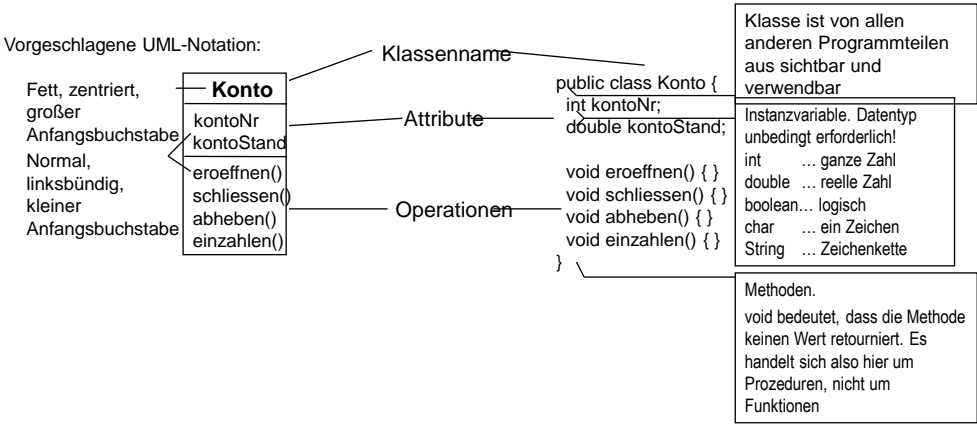 Vorgeschlagene UML-Notation:
Fett, zentriert,
großer
Anfangsbuchstabe
Normal,
linksbündig,
kleiner
Anfangsbuchstabe
Konto
kontoNr
kontoStand
eroeffnen()
schliessen()
abheben()
einzahlen()
Klassenname
Attribute
Operationen
public class Konto {
int kontoNr;
double kontoStand;
void eroeffnen() { }
void schliessen() { }
void abheben() { }
void einzahlen() { }
}
Klasse ist von allen
anderen Programmteilen
aus sichtbar und
verwendbar
Instanzvariable. Datentyp
unbedingt erforderlich!
int … ganze Zahl
double … reelle Zahl
boolean… logisch
char … ein Zeichen
String … Zeichenkette
Methoden.
void bedeutet, dass die Methode
keinen Wert retourniert. Es
handelt sich also hier um
Prozeduren, nicht um
Funktionen